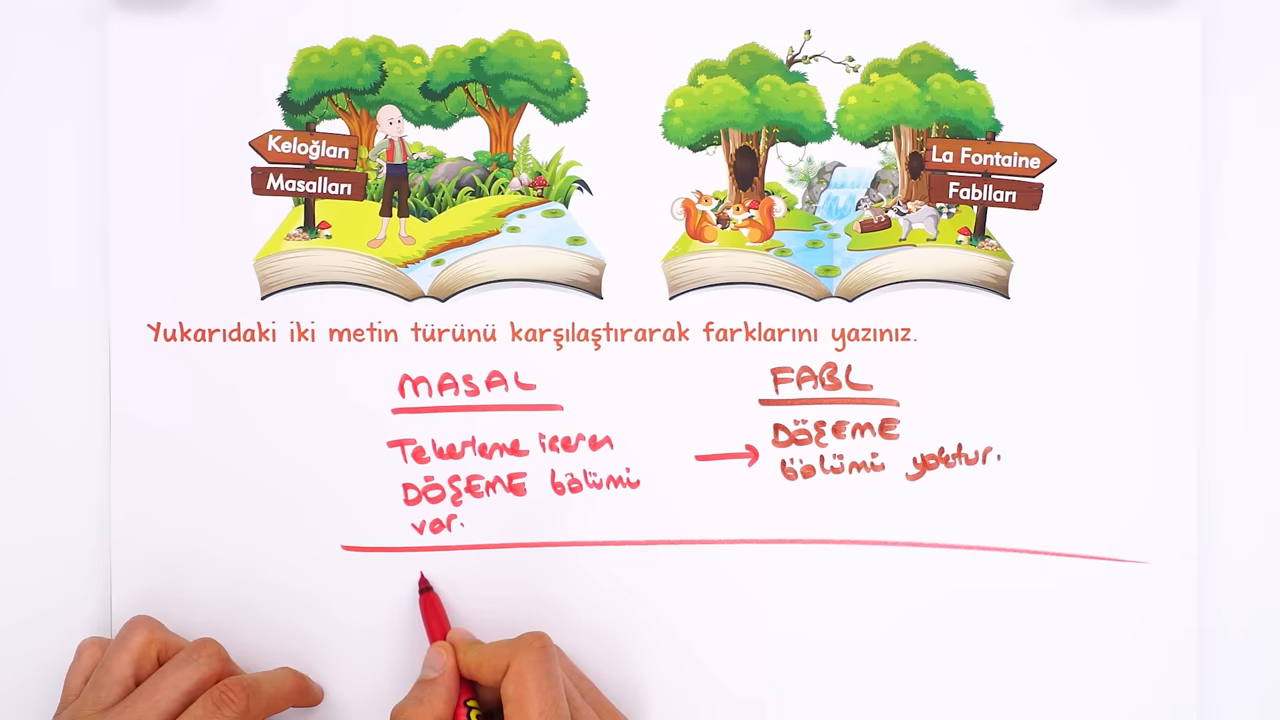 Keloğlan
Masalları
La Fontaine
Fablları
Yukarıdaki iki metin türünü karşılaştırarak farklarını yazınız.
MASAL
FABL
Tekerleme içeren
DÖŞEME bölümü
var.
DÖŞEME
bölümü yoktur.